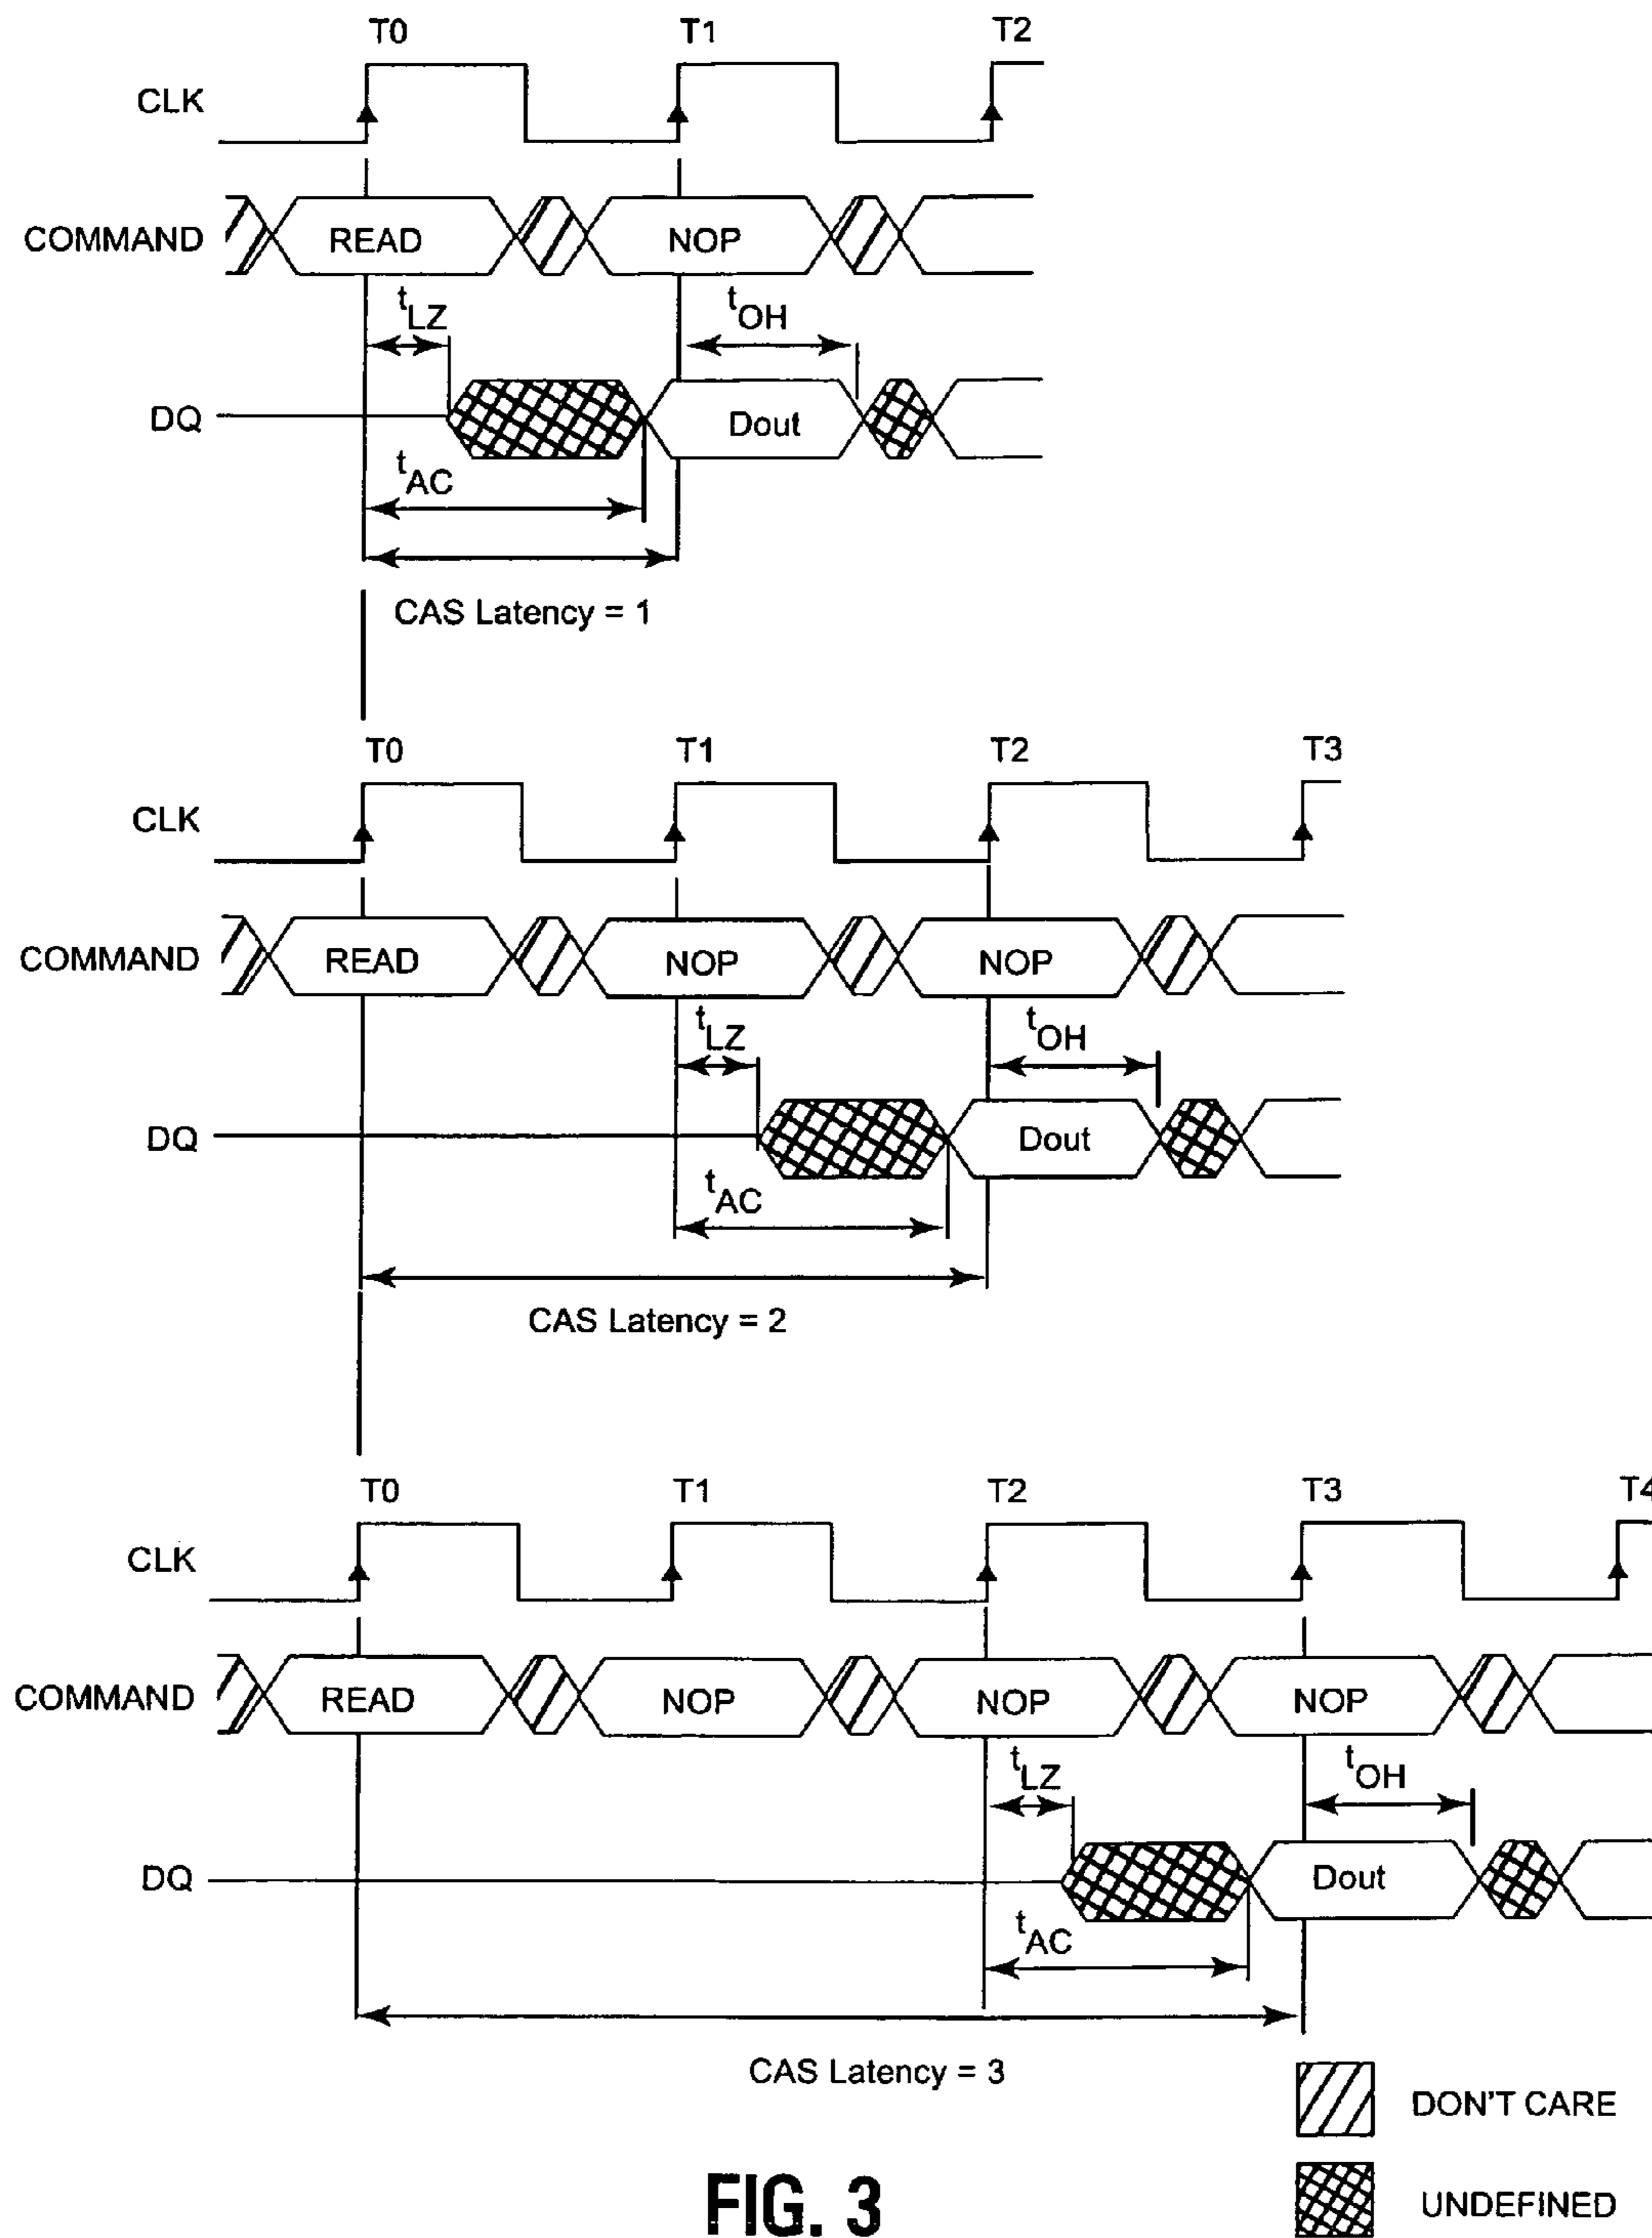 T0 T1 T2
CLK
COMMAND READ NOP
tLZ tOH
DQ Dout
tAC
CAS Latency = 1
T0 T1 T2 T3
CLK
COMMAND READ NOP NOP
tLZ tOH
DQ Dout
tAC
CAS Latency = 2
T0 T1 T2 T3 T4
CLK
COMMAND READ NOP NOP NOP
tLZ tOH
DQ Dout
tAC
CAS Latency = 3
DON'T CARE
UNDEFINED
FIG. 3